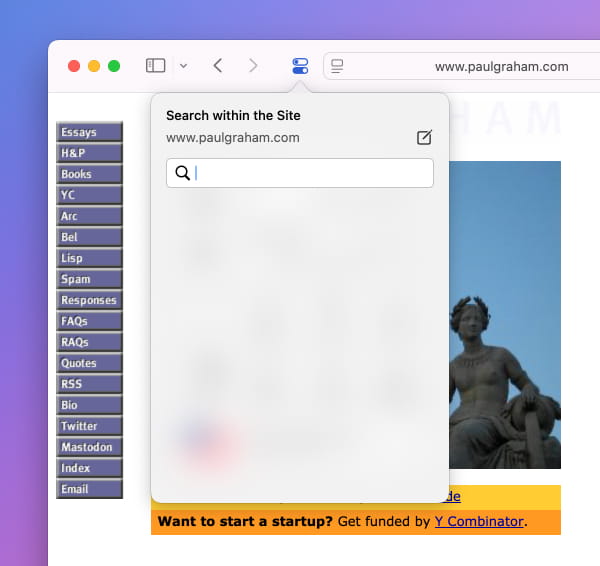 www.paulgraham.com
Search within the Site
www.paulgraham.com
HAM
Essays
H&P
Books
YC
Arc
Bel
Lisp
Spam
Responses
FAQs
RAQs
Quotes
RSS
Bio
Twitter
Mastodon
Index
Email
de
Want to start a startup? Get funded by Y Combinator.